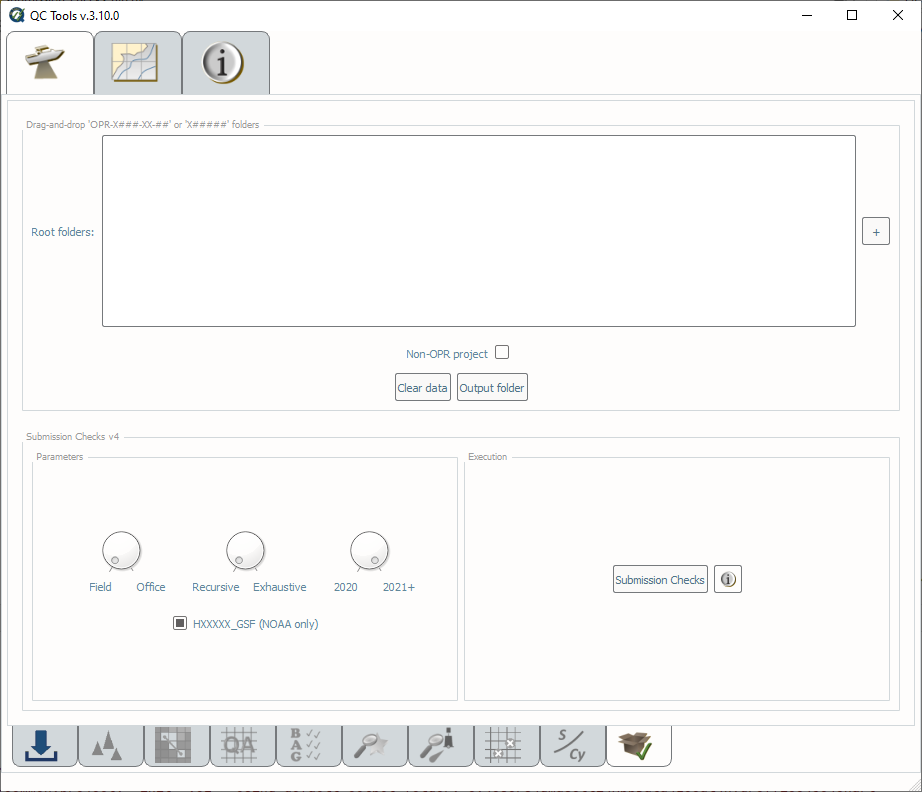 QC Tools v.3.10.0
Drag-and-drop 'OPR-X###-XX-##' or 'X#####' folders
Root folders:
+
Non-OPR project
Clear data Output folder
Submission Checks v4
Parameters
Execution
Field Office Recursive Exhaustive 2020 2021+
HXXXXX_GSF (NOAA only)
Submission Checks i
QA
B
A
G
S/Cy